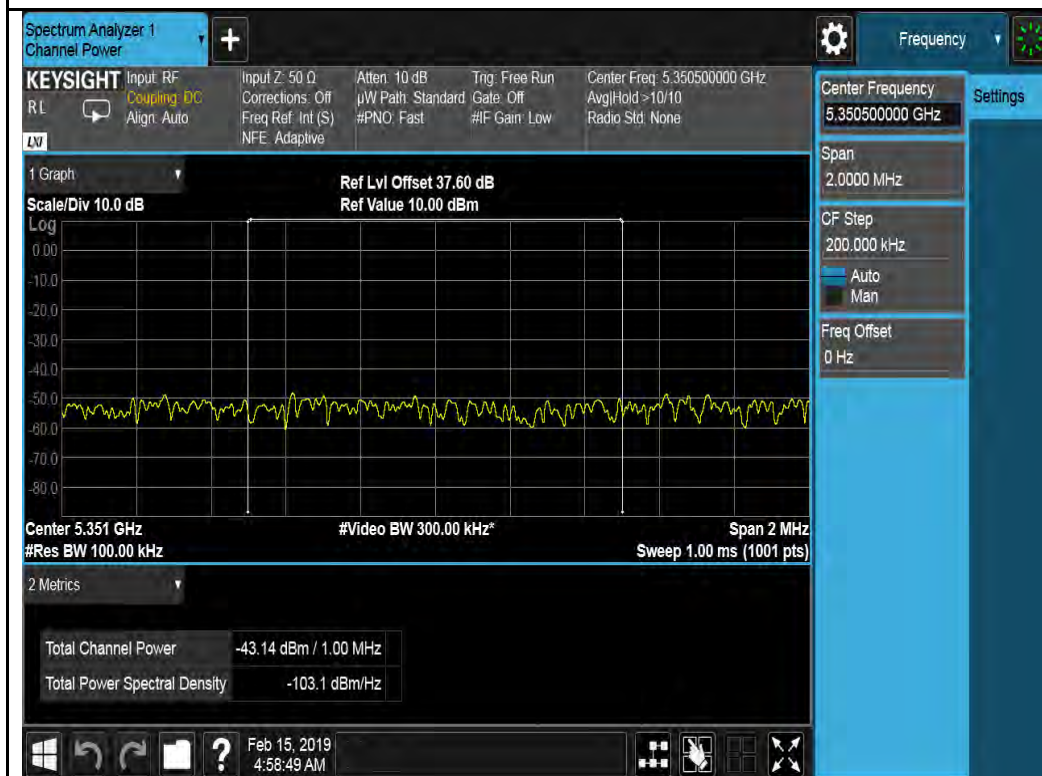 Spectrum Analyzer 1
Channel Power
+
Frequency
KEYSIGHT
Input: RF
Coupling: DC
Align: Auto
RL
LXI
Input Z: 50 Ω
Corrections: Off
Freq Ref: Int (S)
NFE: Adaptive
Atten: 10 dB
µW Path: Standard
#PNO: Fast
Trig: Free Run
Gate: Off
#IF Gain: Low
Center Freq: 5.350500000 GHz
Avg|Hold >10/10
Radio Std: None
Center Frequency
5.350500000 GHz
Settings
Span
2.0000 MHz
CF Step
200.000 kHz
Auto
Man
Freq Offset
0 Hz
1 Graph
Scale/Div 10.0 dB
Ref Lvl Offset 37.60 dB
Ref Value 10.00 dBm
Log
0.00
-10.0
-20.0
-30.0
-40.0
-50.0
-60.0
-70.0
-80.0
Center 5.351 GHz
#Video BW 300.00 kHz*
Span 2 MHz
#Res BW 100.00 kHz
Sweep 1.00 ms (1001 pts)
2 Metrics
Total Channel Power -43.14 dBm / 1.00 MHz
Total Power Spectral Density -103.1 dBm/Hz
?
Feb 15, 2019
4:58:49 AM